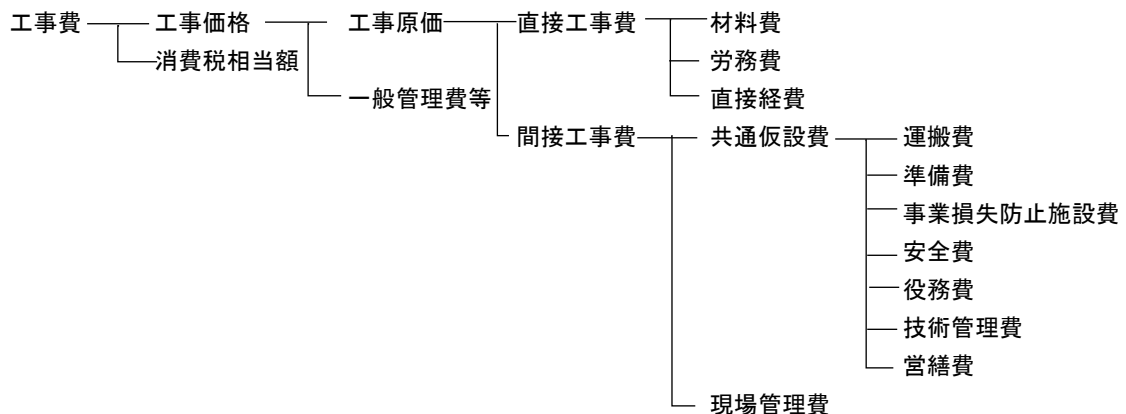 工事費 工事価格 工事原価 直接工事費 材料費
消費税相当額 労務費
一般管理費等 直接経費
間接工事費 共通仮設費 運搬費
準備費
事業損失防止施設費
安全費
役務費
技術管理費
営繕費
現場管理費